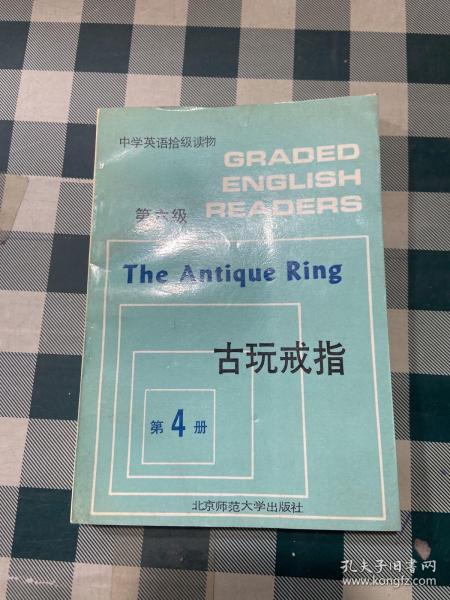 中学英语拾级读物
GRADED
ENGLISH
READERS
第六级
The Antique Ring
古玩戒指
第4册
北京师范大学出版社
孔夫子旧书网
www.kongfz.com